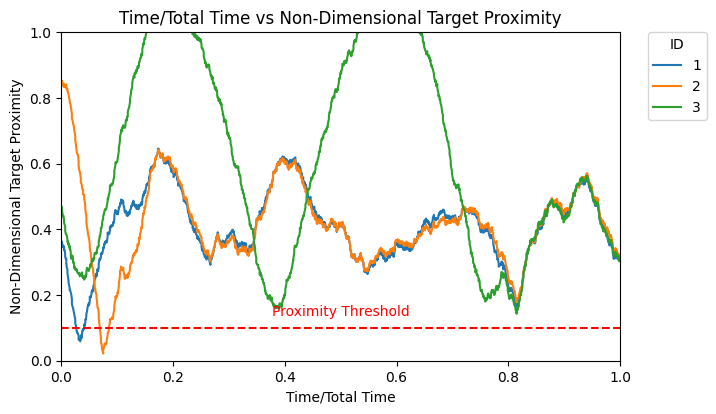 Time/Total Time vs Non-Dimensional Target Proximity
ID
1
2
3
Non-Dimensional Target Proximity
1.0
0.8
0.6
0.4
0.2
0.0
Proximity Threshold
0.0 0.2 0.4 0.6 0.8 1.0
Time/Total Time